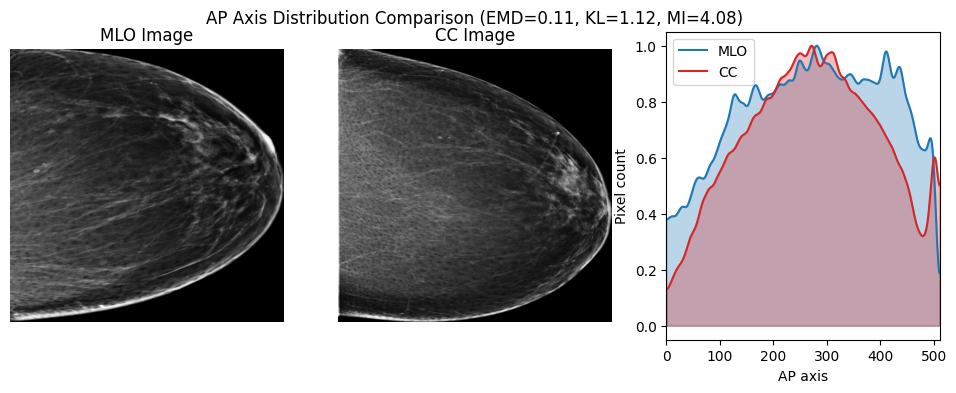 AP Axis Distribution Comparison (EMD=0.11, KL=1.12, MI=4.08)
MLO Image
CC Image
MLO
CC
Pixel count
1.0
0.8
0.6
0.4
0.2
0.0
0
100
200
300
400
500
AP axis